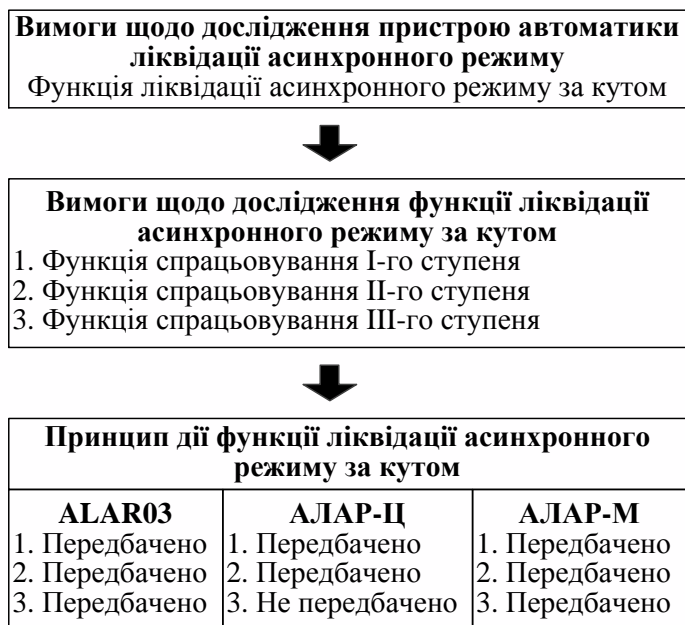 Вимоги щодо дослідження пристрою автоматики
ліквідації асинхронного режиму
Функція ліквідації асинхронного режиму за кутом
Вимоги щодо дослідження функції ліквідації
асинхронного режиму за кутом
1. Функція спрацьовування I-го ступеня
2. Функція спрацьовування II-го ступеня
3. Функція спрацьовування III-го ступеня
Принцип дії функції ліквідації асинхронного
режиму за кутом
ALAR03
1. Передбачено
2. Передбачено
3. Передбачено
АЛАР-Ц
1. Передбачено
2. Передбачено
3. Не передбачено
АЛАР-М
1. Передбачено
2. Передбачено
3. Передбачено